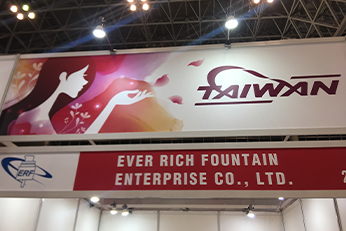 TAIWAN
ERF
EVER RICH FOUNTAIN
ENTERPRISE CO., LTD.